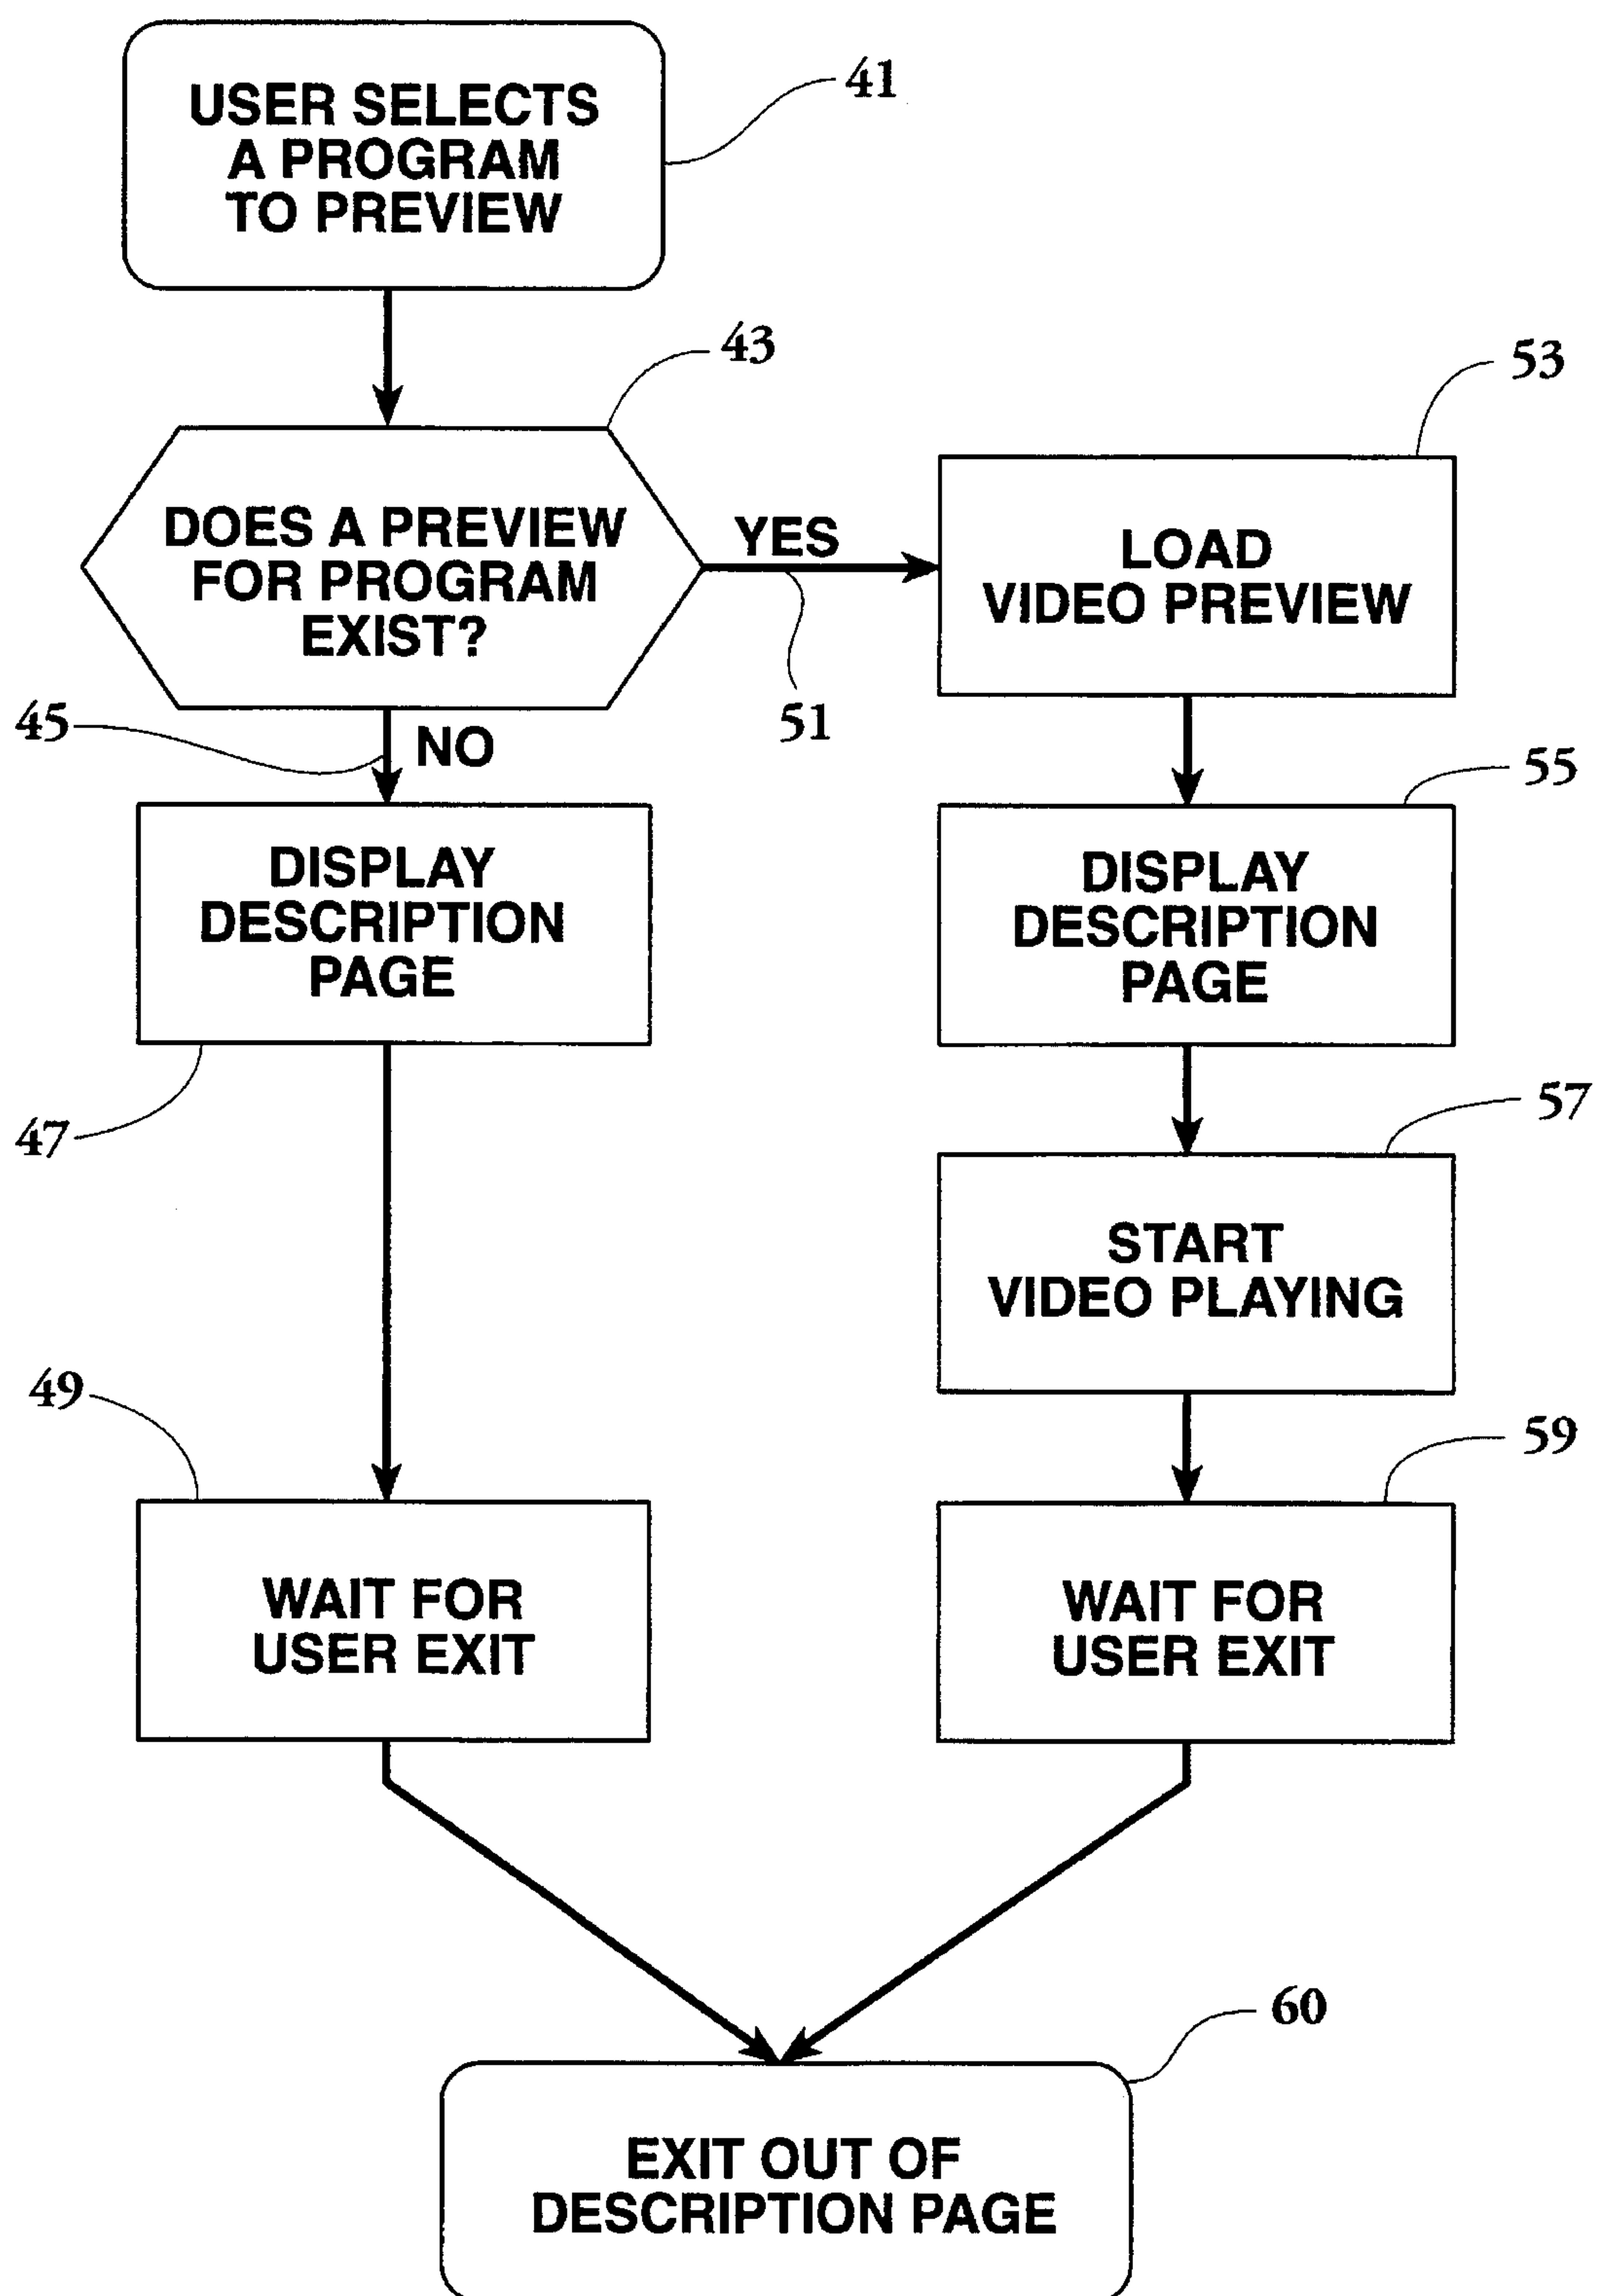 USER SELECTS
A PROGRAM
TO PREVIEW
41
DOES A PREVIEW
FOR PROGRAM
EXIST?
43
YES
51
45
NO
LOAD
VIDEO PREVIEW
53
DISPLAY
DESCRIPTION
PAGE
47
DISPLAY
DESCRIPTION
PAGE
55
START
VIDEO PLAYING
57
WAIT FOR
USER EXIT
49
WAIT FOR
USER EXIT
59
EXIT OUT OF
DESCRIPTION PAGE
60